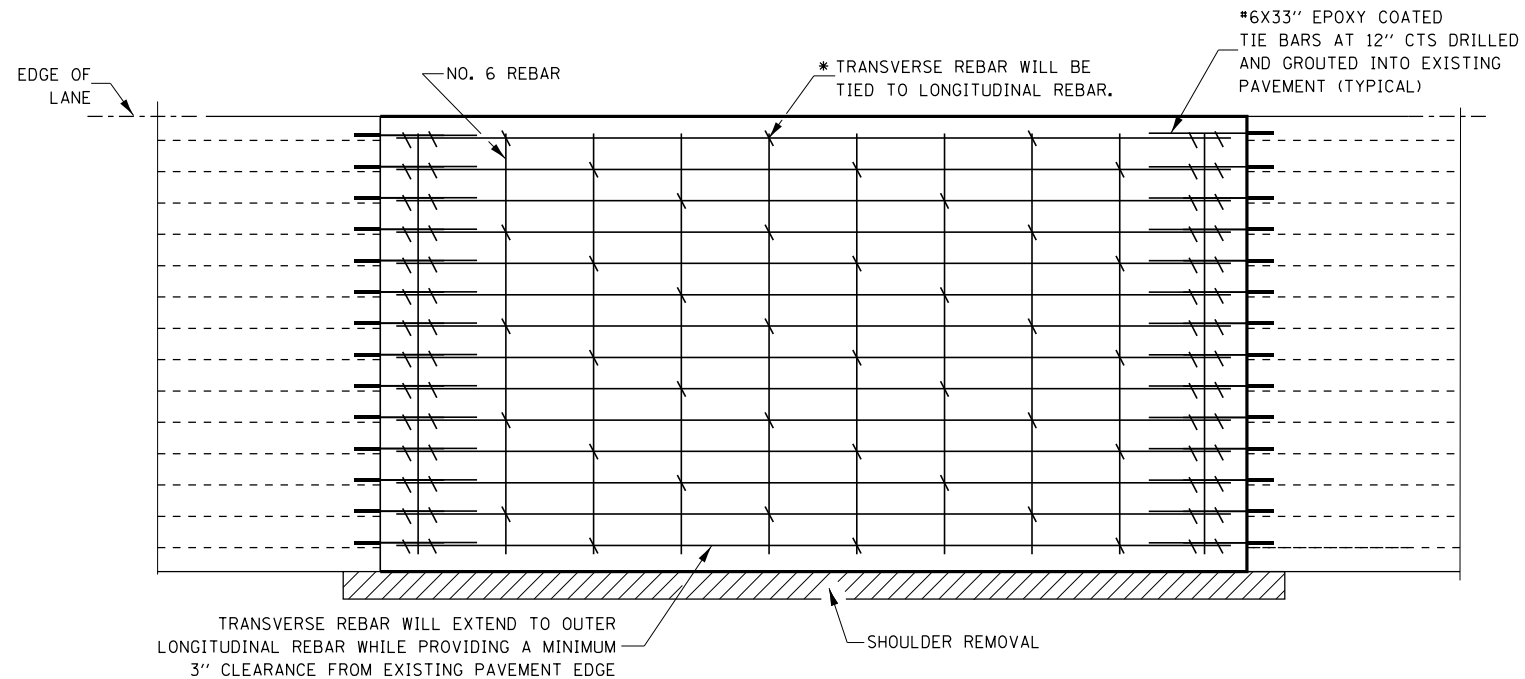 #6X33" EPOXY COATED
TIE BARS AT 12" CTS DRILLED
AND GROUTED INTO EXISTING
PAVEMENT (TYPICAL)
EDGE OF
LANE
NO. 6 REBAR
* TRANSVERSE REBAR WILL BE
TIED TO LONGITUDINAL REBAR.
TRANSVERSE REBAR WILL EXTEND TO OUTER
LONGITUDINAL REBAR WHILE PROVIDING A MINIMUM
3" CLEARANCE FROM EXISTING PAVEMENT EDGE
SHOULDER REMOVAL